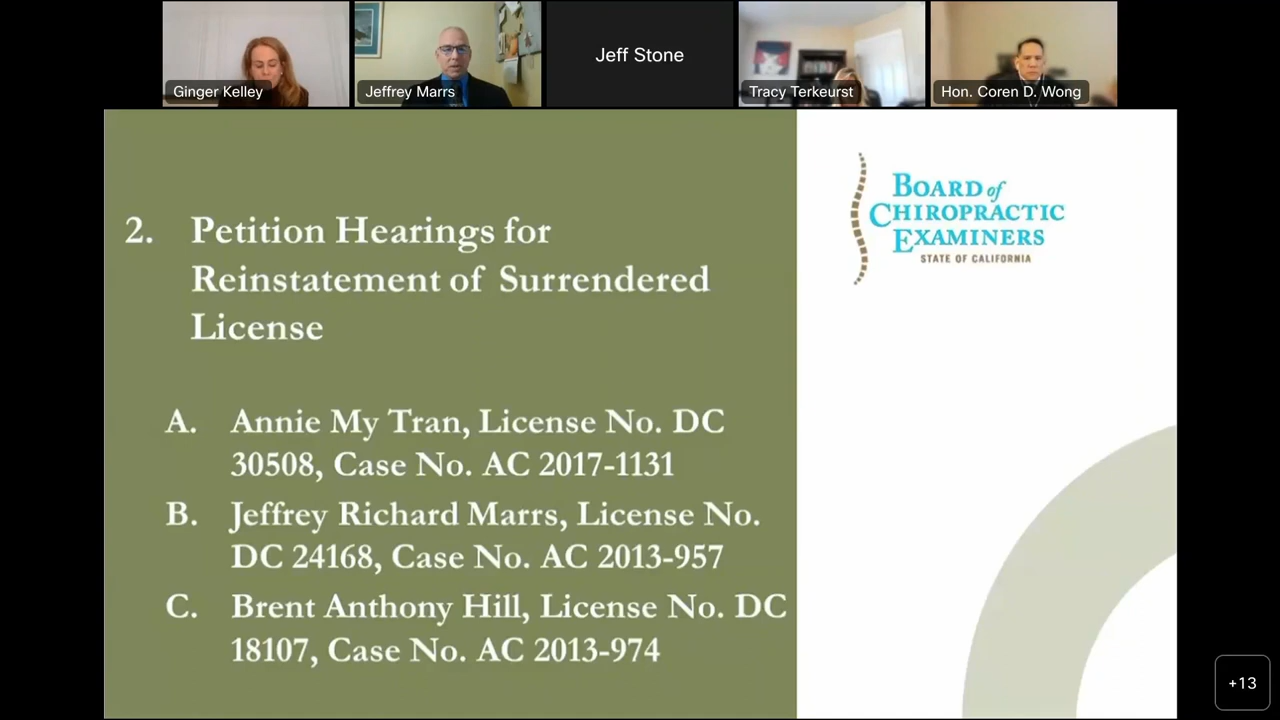 Ginger Kelley
Jeffrey Marrs
Jeff Stone
Tracy Terkeurst
Hon. Coren D. Wong
2. Petition Hearings for
Reinstatement of Surrendered
License
A. Annie My Tran, License No. DC
30508, Case No. AC 2017-1131
B. Jeffrey Richard Marrs, License No.
DC 24168, Case No. AC 2013-957
C. Brent Anthony Hill, License No. DC
18107, Case No. AC 2013-974
BOARD of
CHIROPRACTIC
EXAMINERS
STATE OF CALIFORNIA
+13